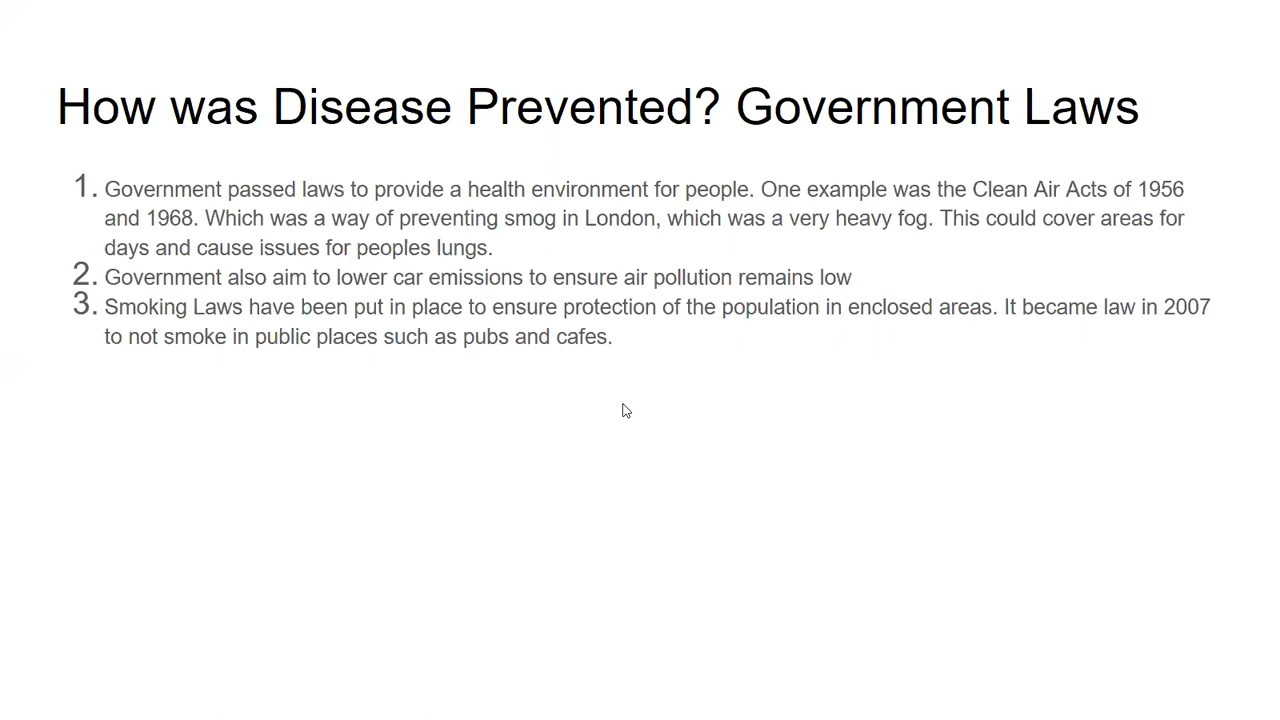 How was Disease Prevented? Government Laws
1. Government passed laws to provide a health environment for people. One example was the Clean Air Acts of 1956
and 1968. Which was a way of preventing smog in London, which was a very heavy fog. This could cover areas for
days and cause issues for peoples lungs.
2. Government also aim to lower car emissions to ensure air pollution remains low
3. Smoking Laws have been put in place to ensure protection of the population in enclosed areas. It became law in 2007
to not smoke in public places such as pubs and cafes.